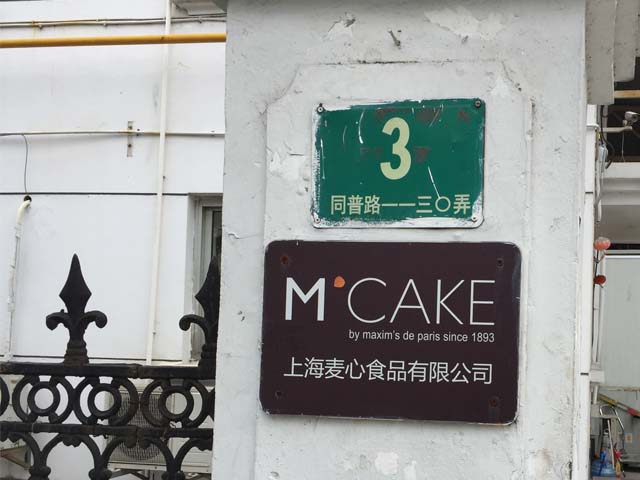 3
同普路一一三〇弄
M'CAKE
by maxim's de paris since 1893
上海麦心食品有限公司